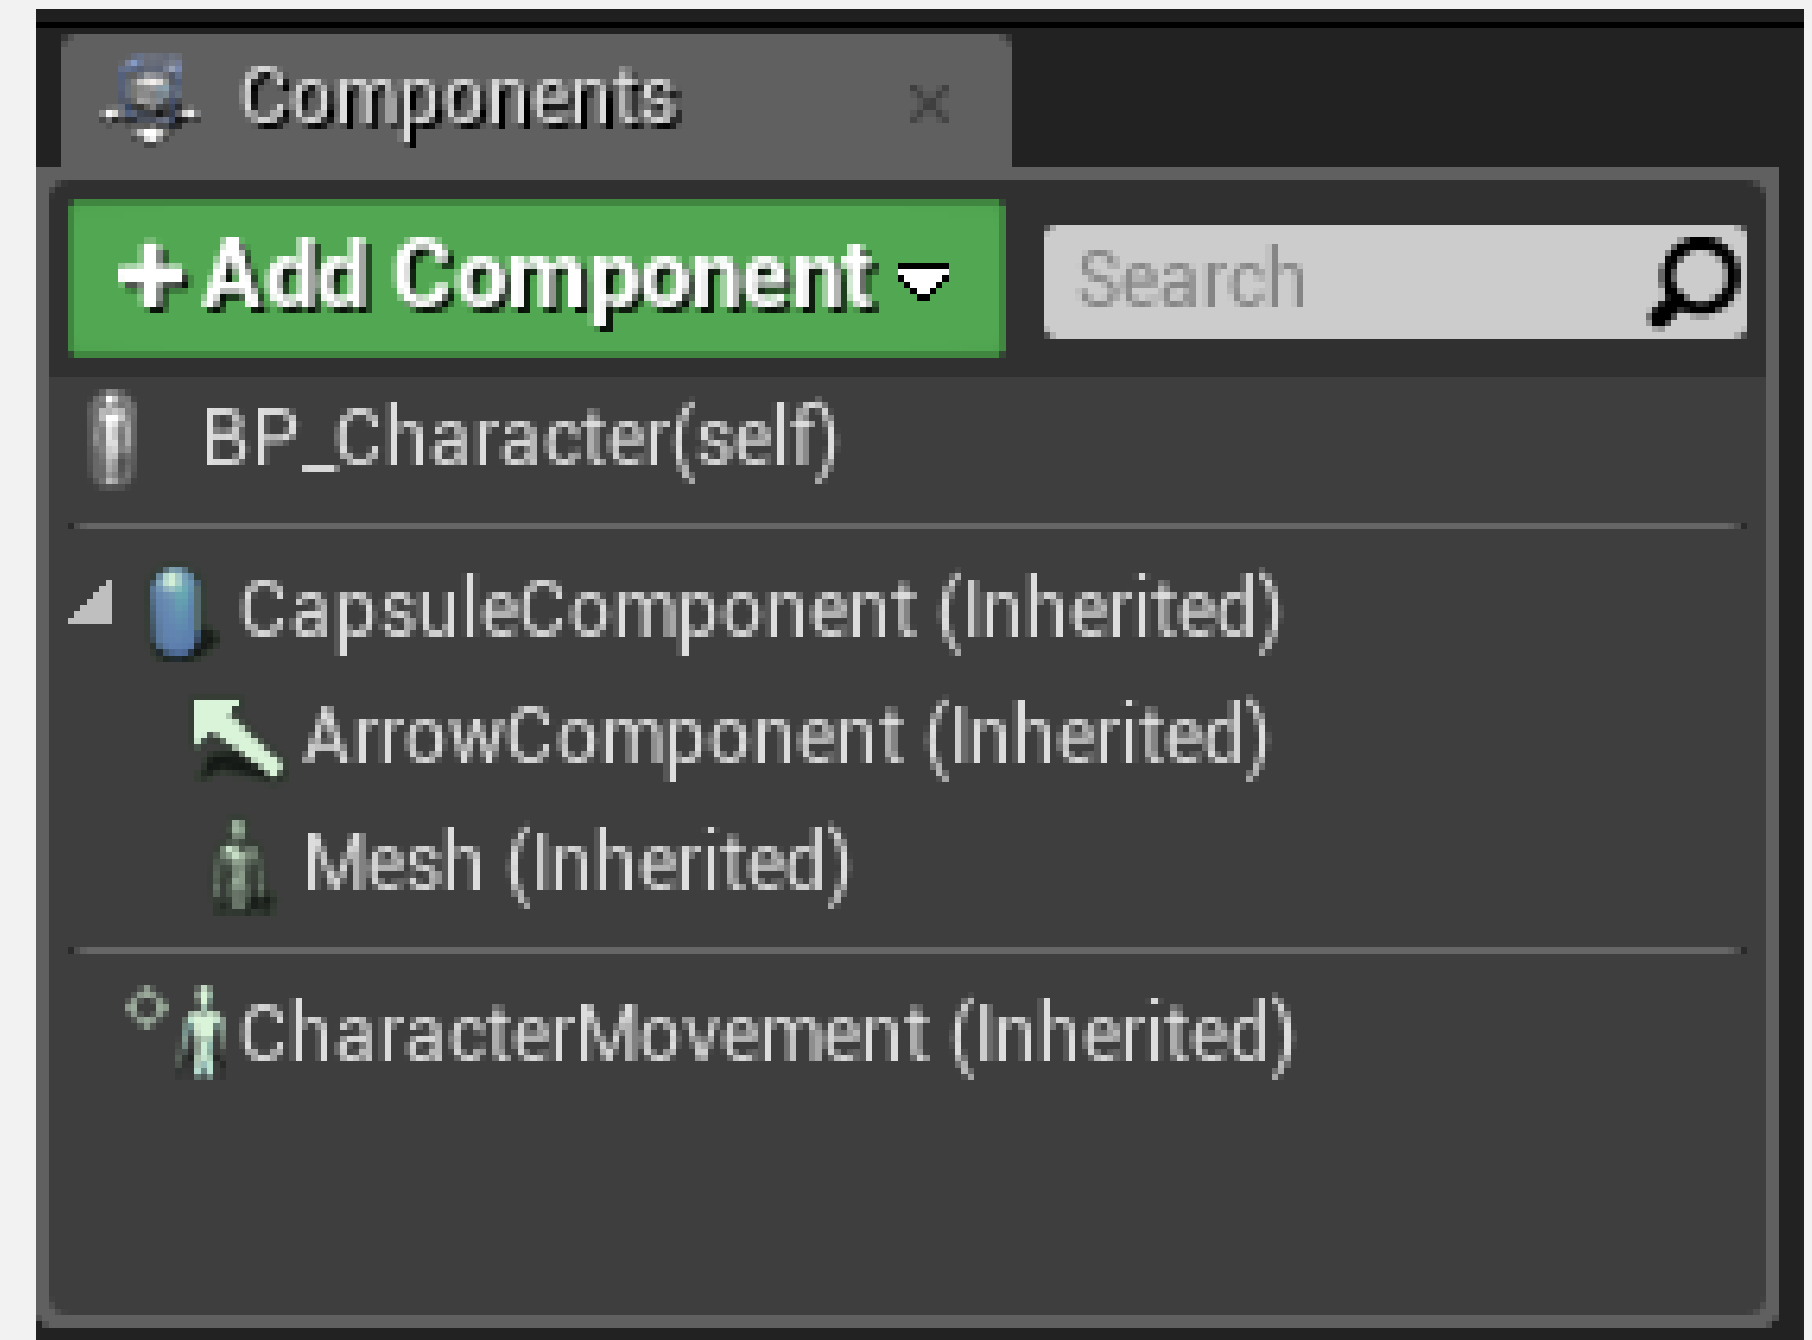 Components
+ Add Component
Search
BP_Character(self)
CapsuleComponent (Inherited)
ArrowComponent (Inherited)
Mesh (Inherited)
CharacterMovement (Inherited)